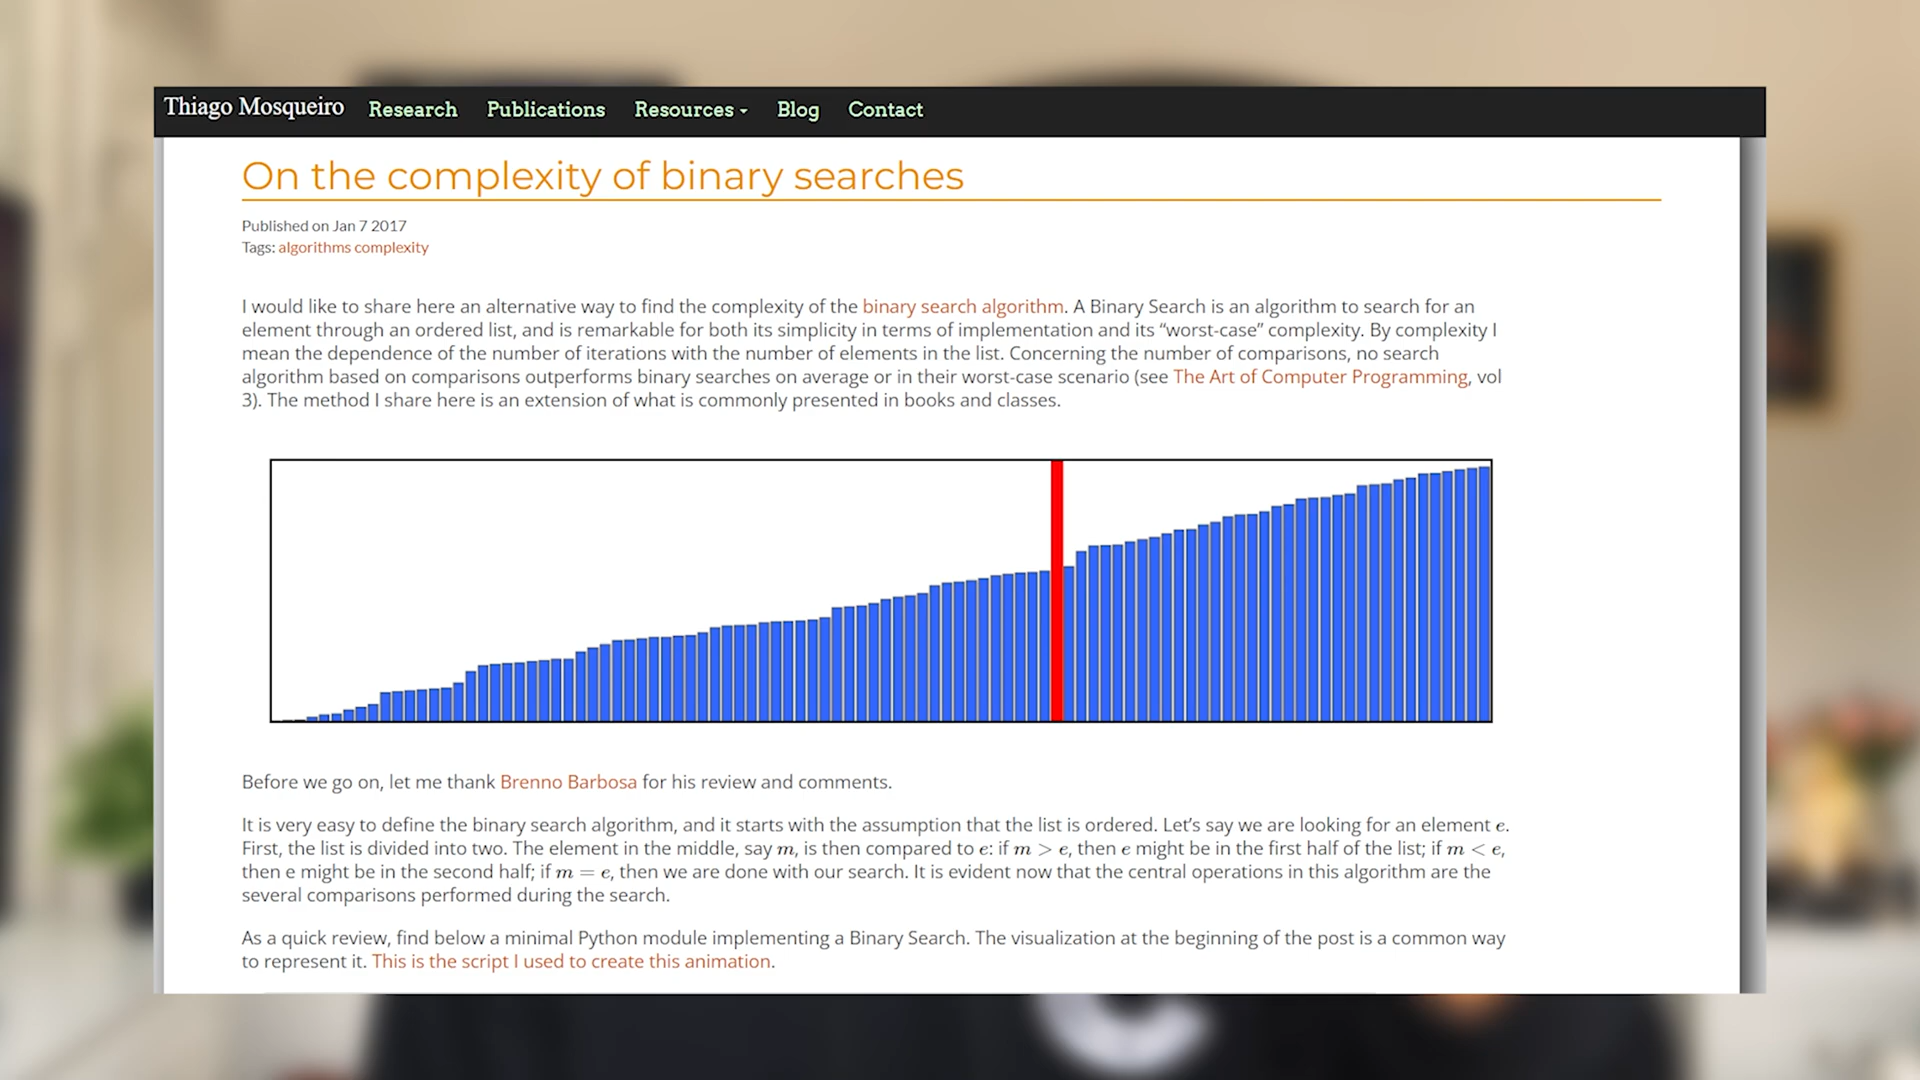 Thiago Mosqueiro Research Publications Resources Blog Contact
On the complexity of binary searches
Published on Jan 7 2017
Tags: algorithms complexity
I would like to share here an alternative way to find the complexity of the binary search algorithm. A Binary Search is an algorithm to search for an
element through an ordered list, and is remarkable for both its simplicity in terms of implementation and its “worst-case” complexity. By complexity I
mean the dependence of the number of iterations with the number of elements in the list. Concerning the number of comparisons, no search
algorithm based on comparisons outperforms binary searches on average or in their worst-case scenario (see The Art of Computer Programming, vol
3). The method I share here is an extension of what is commonly presented in books and classes.
Before we go on, let me thank Brenno Barbosa for his review and comments.
It is very easy to define the binary search algorithm, and it starts with the assumption that the list is ordered. Let’s say we are looking for an element e.
First, the list is divided into two. The element in the middle, say m, is then compared to e: if m > e, then e might be in the first half of the list; if m < e,
then e might be in the second half; if m = e, then we are done with our search. It is evident now that the central operations in this algorithm are the
several comparisons performed during the search.
As a quick review, find below a minimal Python module implementing a Binary Search. The visualization at the beginning of the post is a common way
to represent it. This is the script I used to create this animation.